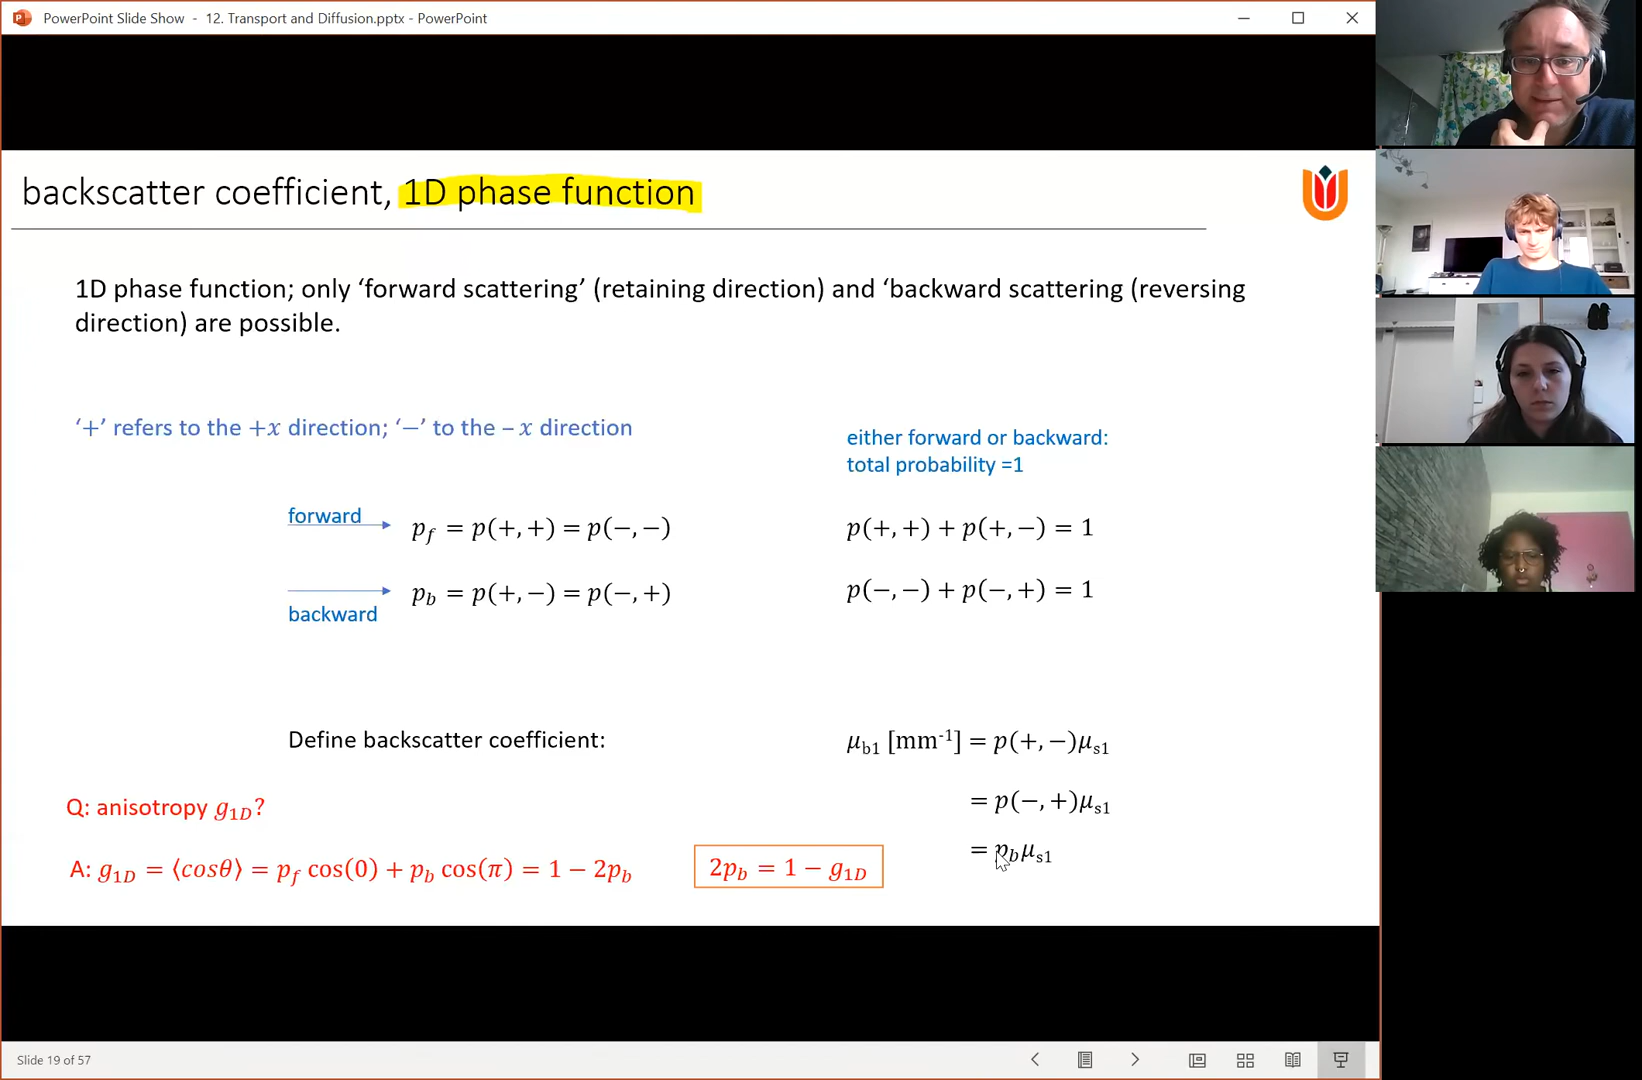 PowerPoint Slide Show - 12. Transport and Diffusion.pptx - PowerPoint
backscatter coefficient, 1D phase function
1D phase function; only ‘forward scattering’ (retaining direction) and ‘backward scattering (reversing
direction) are possible.
‘+’ refers to the +x direction; ‘−’ to the – x direction
either forward or backward:
total probability =1
forward
p_f = p(+,+) = p(−,−)
p(+,+) + p(+,−) = 1
backward
p_b = p(+,−) = p(−,+)
p(−,−) + p(−,+) = 1
Define backscatter coefficient:
μ_b1 [mm⁻¹] = p(+,−)μ_s1
= p(−,+)μ_s1
= p_b μ_s1
Q: anisotropy g_1D?
A: g_1D = ⟨cosθ⟩ = p_f cos(0) + p_b cos(π) = 1 − 2p_b
2p_b = 1 − g_1D
Slide 19 of 57